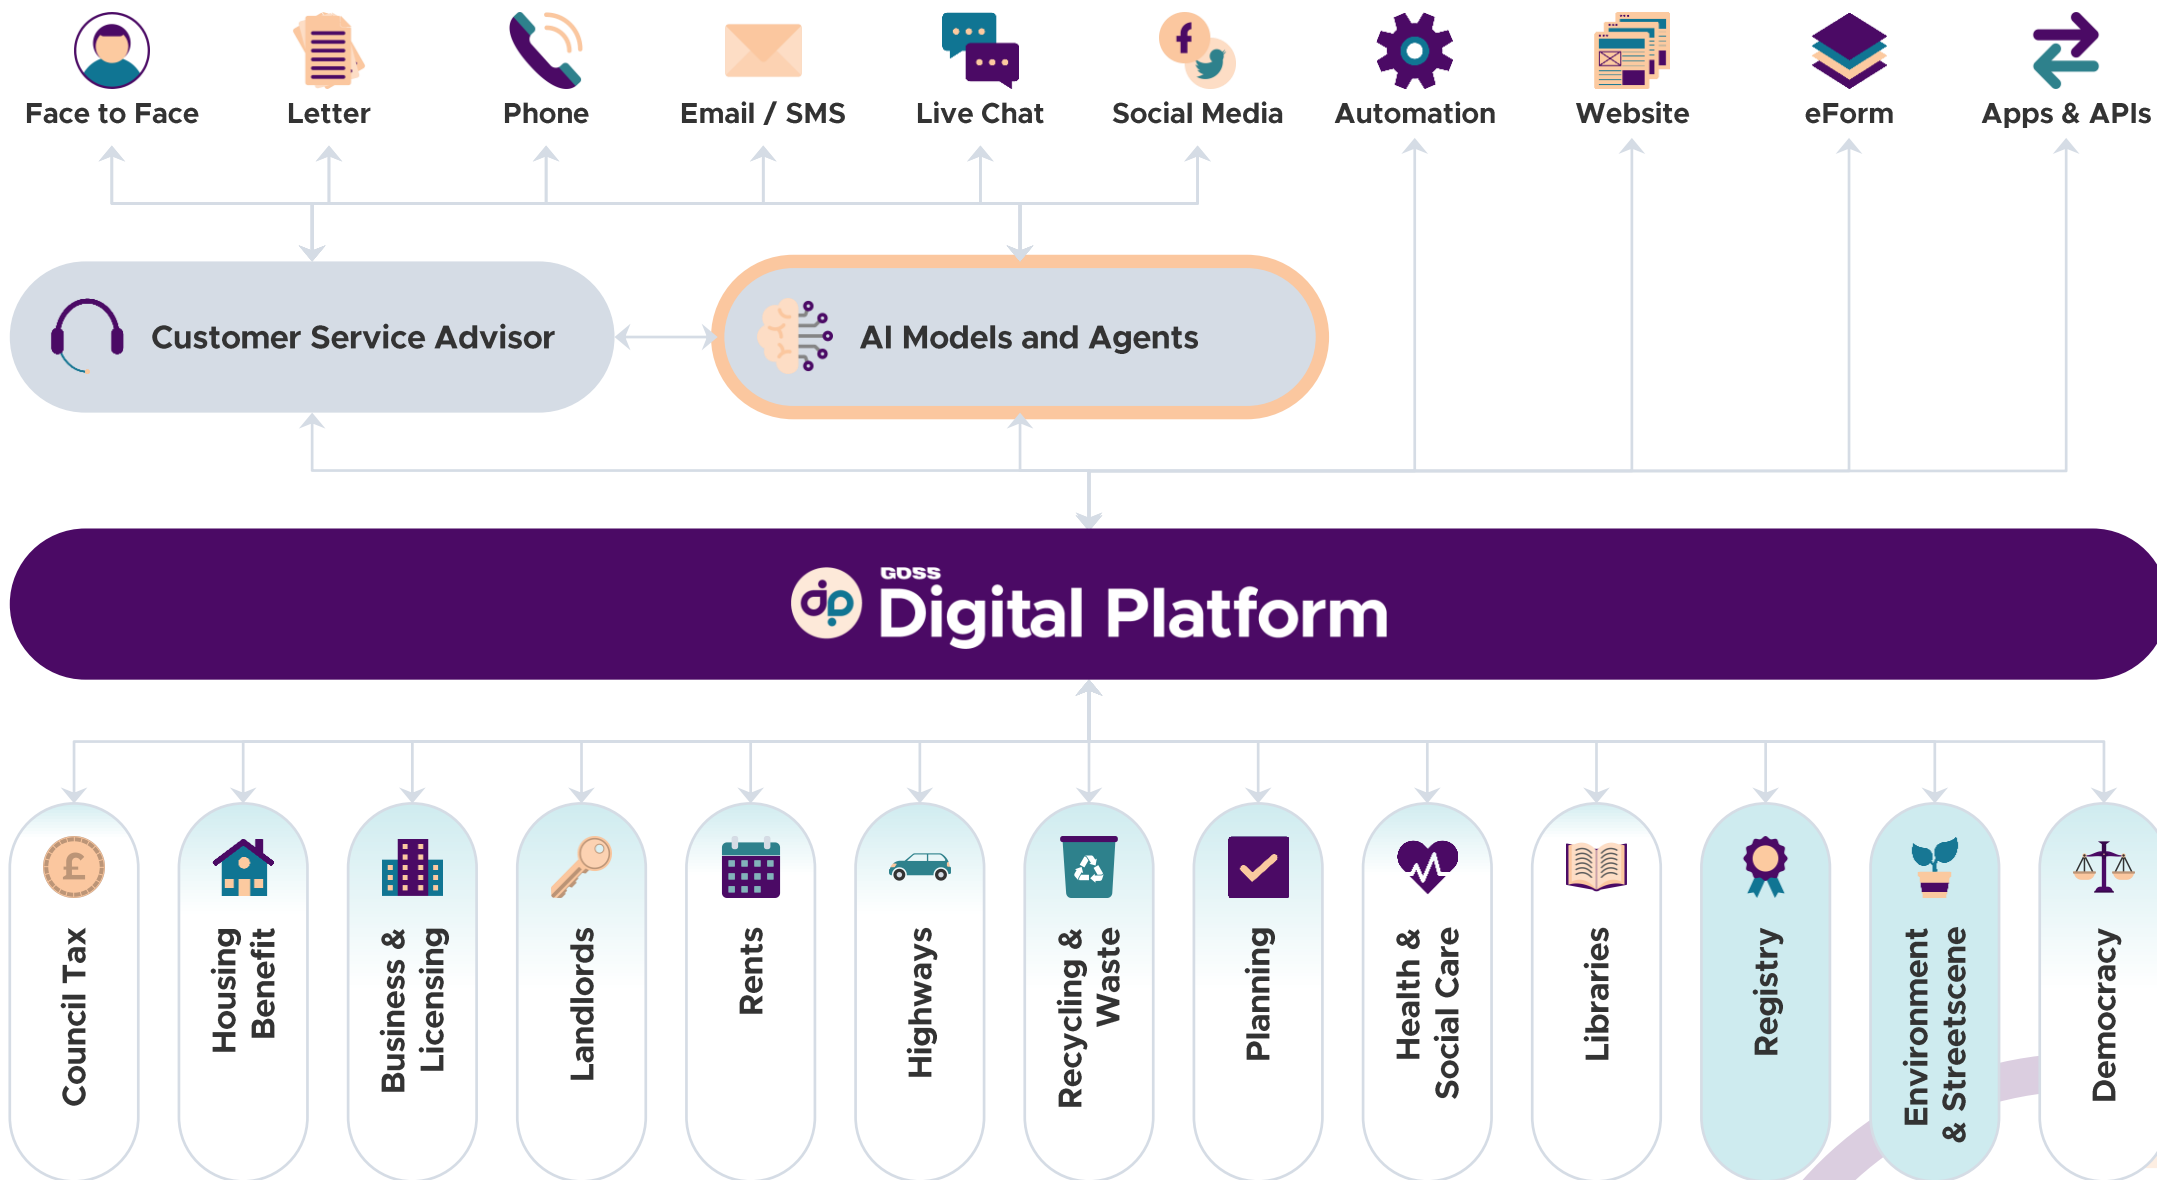 Face to Face
Letter
Phone
Email / SMS
Live Chat
Social Media
Automation
Website
eForm
Apps & APIs
Customer Service Advisor
AI Models and Agents
GOSS
Digital Platform
Council Tax
Housing
Benefit
Business &
Licensing
Landlords
Rents
Highways
Recycling &
Waste
Planning
Health &
Social Care
Libraries
Registry
Environment
& Streetscene
Democracy